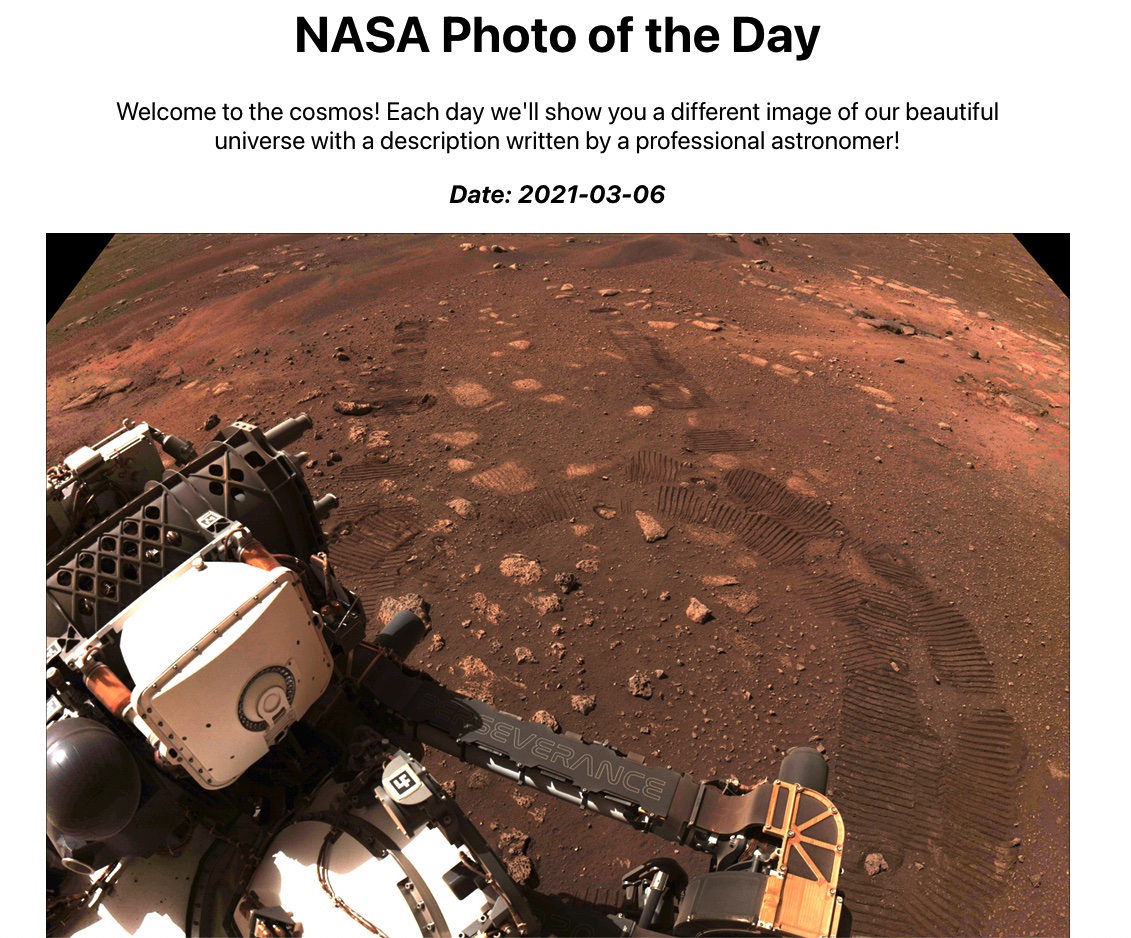 NASA Photo of the Day
Welcome to the cosmos! Each day we'll show you a different image of our beautiful
universe with a description written by a professional astronomer!
Date: 2021-03-06
SEVERANCE